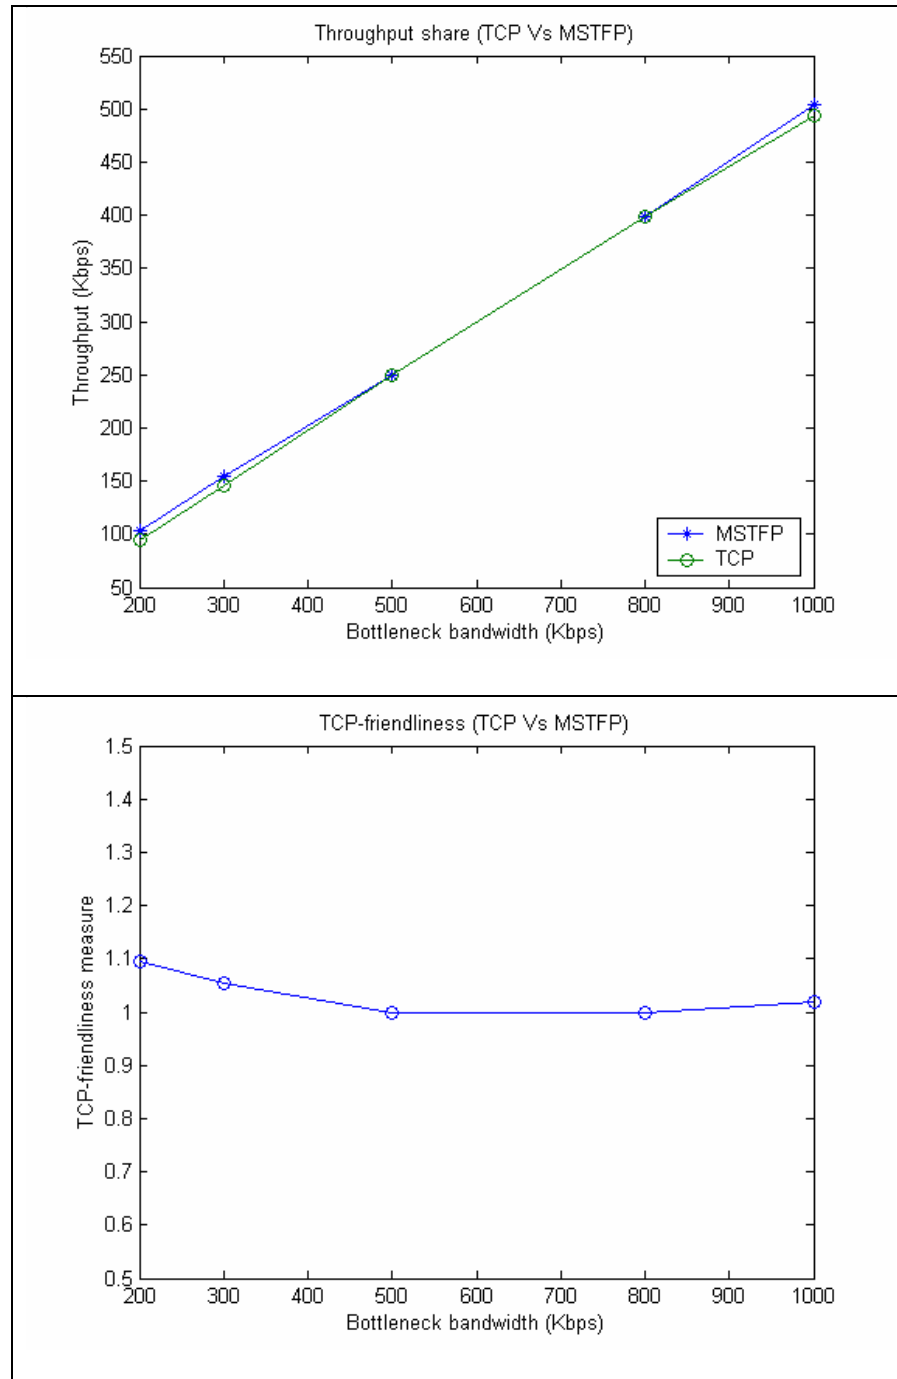 Throughput share (TCP Vs MSTFP)
550
500
450
400
350
300
250
200
150
100
50
Throughput (Kbps)
MSTFP
TCP
200 300 400 500 600 700 800 900 1000
Bottleneck bandwidth (Kbps)
TCP-friendliness (TCP Vs MSTFP)
1.5
1.4
1.3
1.2
1.1
1
0.9
0.8
0.7
0.6
0.5
TCP-friendliness measure
200 300 400 500 600 700 800 900 1000
Bottleneck bandwidth (Kbps)